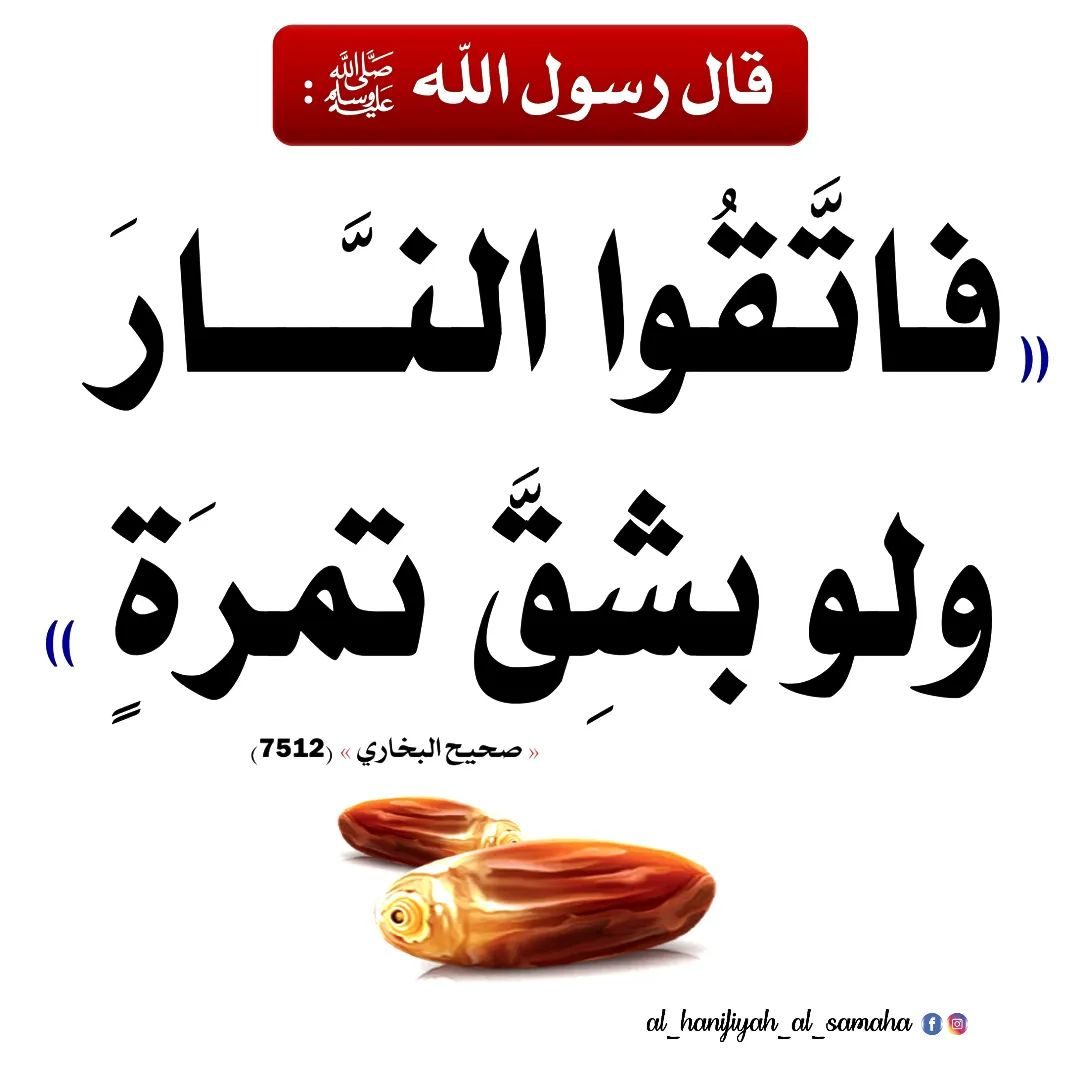 قال رسول الله ﷺ :
(( فاتَّقُوا النَّـــارَ
ولو بشِقَّ تمرَةٍ ))
« صحيح البخاري » (7512)
al_hanifiyah_al_samaha